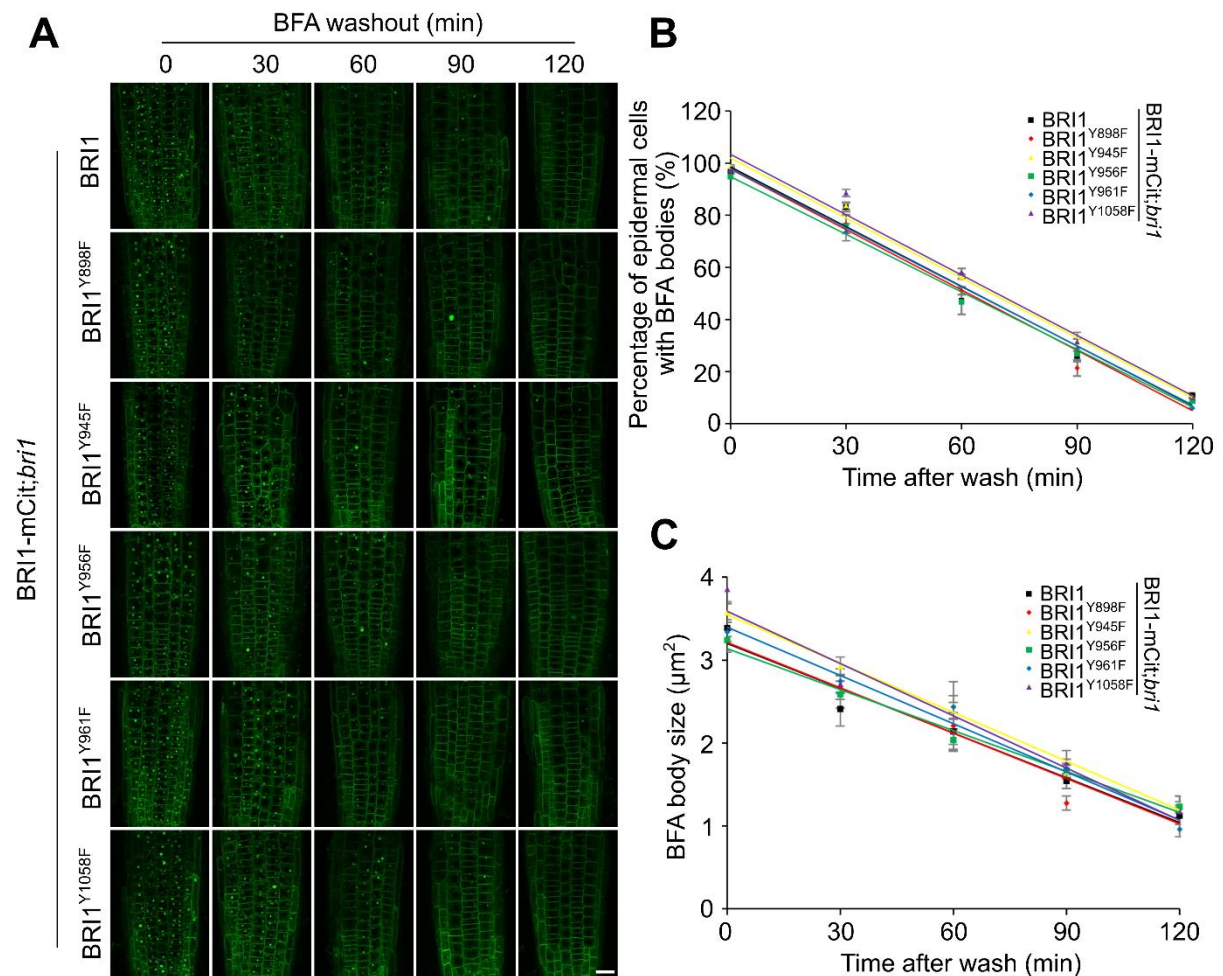 A
BFA washout (min)
0 30 60 90 120
BRI1-mCit;bri1
BRI1
BRI1Y898F
BRI1Y945F
BRI1Y956F
BRI1Y961F
BRI1Y1058F
B
Percentage of epidermal cells
with BFA bodies (%)
120
100
80
60
40
20
0
0 30 60 90 120
Time after wash (min)
BRI1
BRI1Y898F
BRI1Y945F
BRI1Y956F
BRI1Y961F
BRI1Y1058F
BRI1-mCit;bri1
C
BFA body size (µm²)
4
3
2
1
0
0 30 60 90 120
Time after wash (min)
BRI1
BRI1Y898F
BRI1Y945F
BRI1Y956F
BRI1Y961F
BRI1Y1058F
BRI1-mCit;bri1